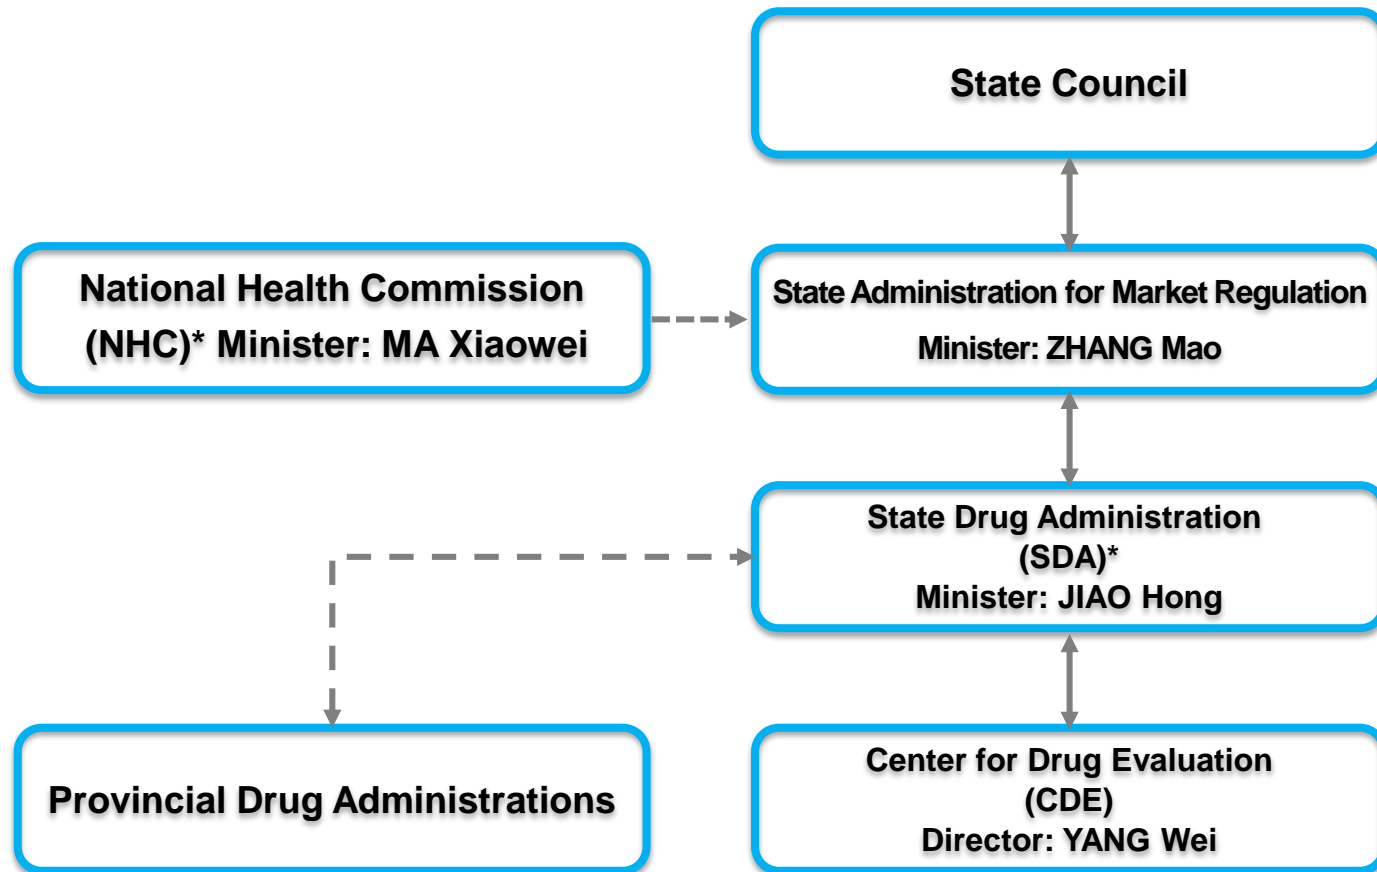 State Council
National Health Commission
(NHC)* Minister: MA Xiaowei
State Administration for Market Regulation
Minister: ZHANG Mao
State Drug Administration
(SDA)*
Minister: JIAO Hong
Provincial Drug Administrations
Center for Drug Evaluation
(CDE)
Director: YANG Wei